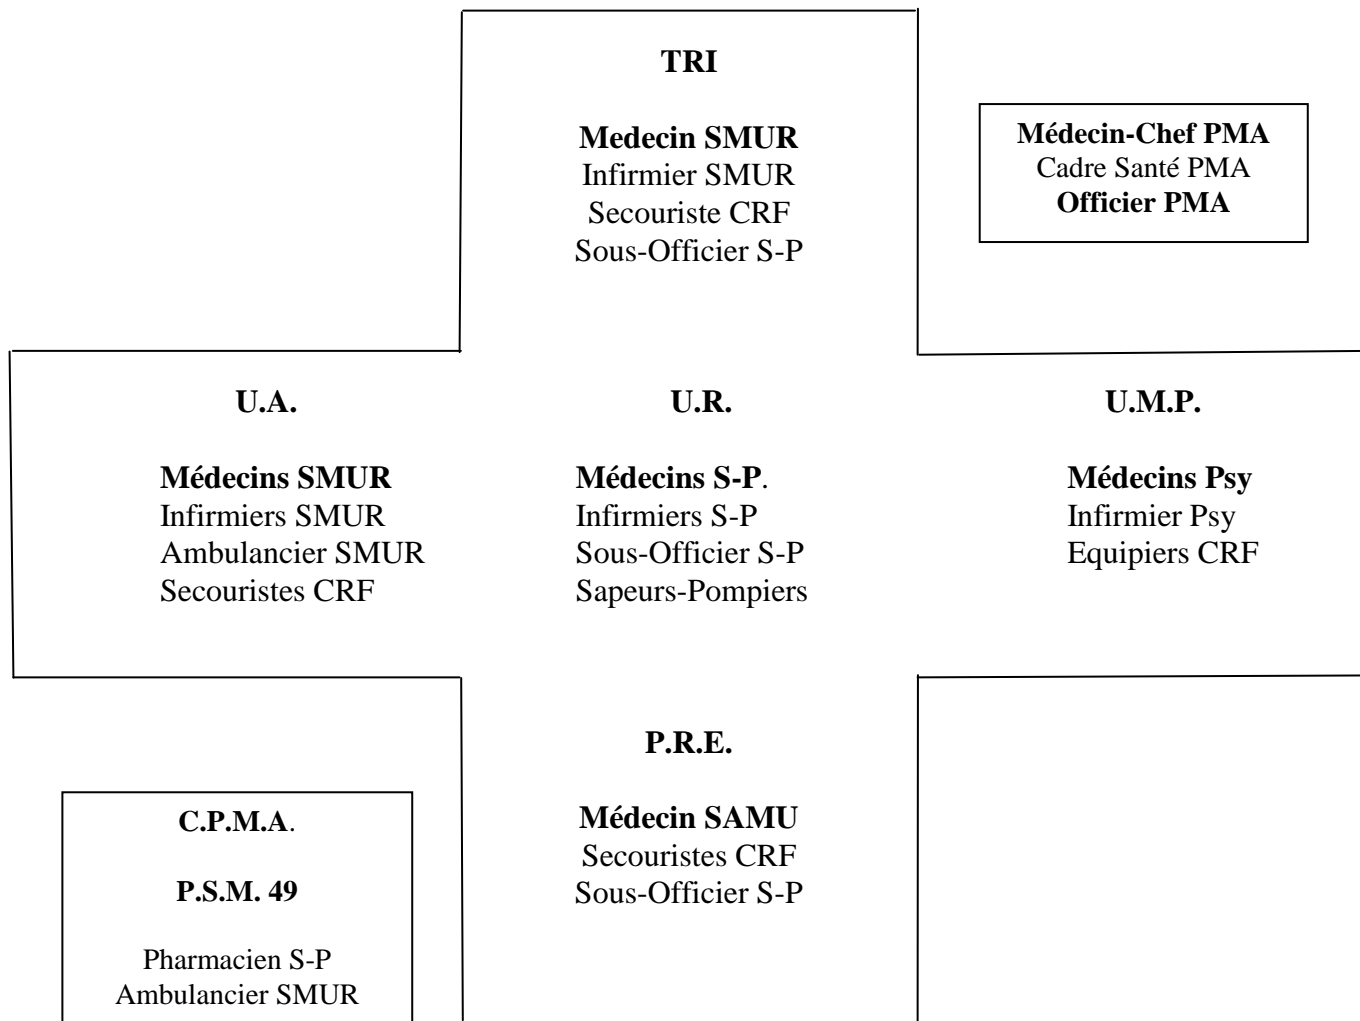 TRI
Medecin SMUR
Infirmier SMUR
Secouriste CRF
Sous-Officier S-P
Médecin-Chef PMA
Cadre Santé PMA
Officier PMA
U.A.
Médecins SMUR
Infirmiers SMUR
Ambulancier SMUR
Secouristes CRF
U.R.
Médecins S-P.
Infirmiers S-P
Sous-Officier S-P
Sapeurs-Pompiers
U.M.P.
Médecins Psy
Infirmier Psy
Equipiers CRF
P.R.E.
Médecin SAMU
Secouristes CRF
Sous-Officier S-P
C.P.M.A.
P.S.M. 49
Pharmacien S-P
Ambulancier SMUR